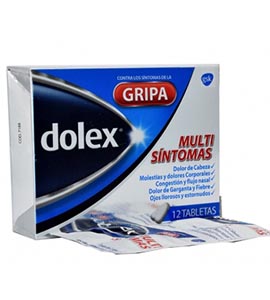 CONTRA LOS SÍNTOMAS DE LA
gsk
GRIPA
dolex
MULTI
SÍNTOMAS
Dolor de Cabeza
Molestias y dolores Corporales
Congestión y flujo nasal
Dolor de Garganta y Fiebre
Ojos llorosos y estornudos
12 TABLETAS